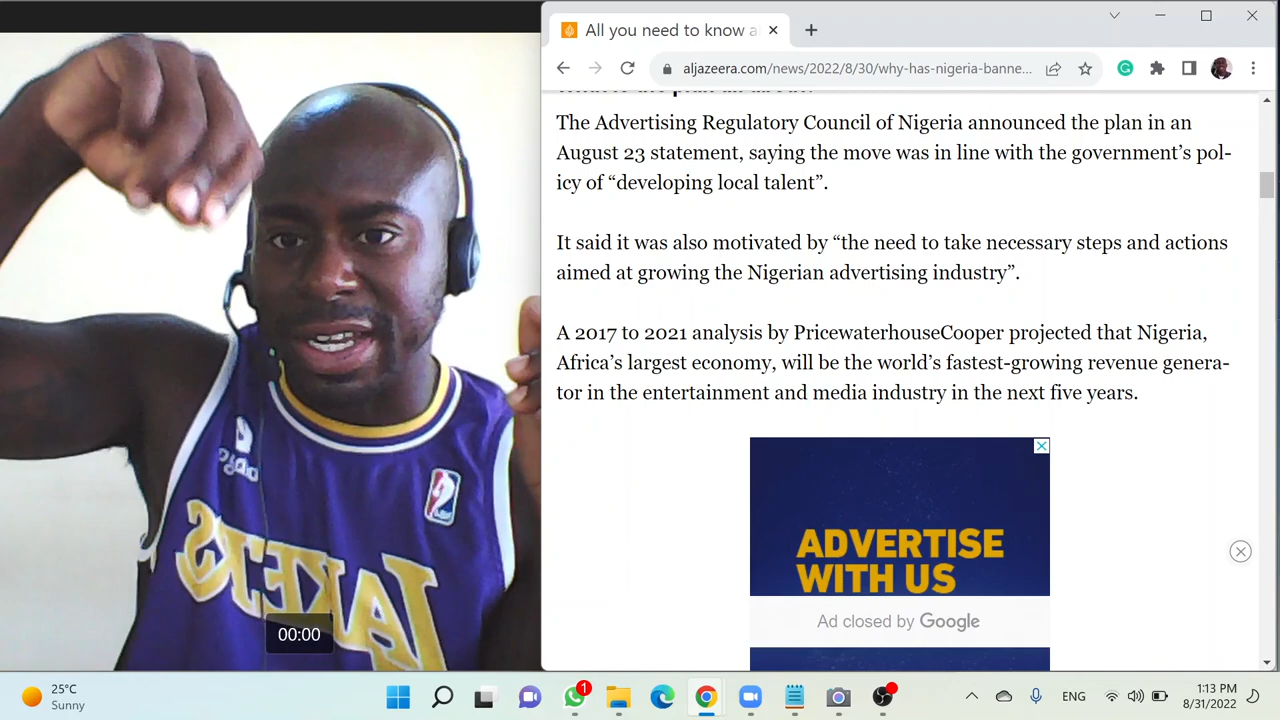 All you need to know a
aljazeera.com/news/2022/8/30/why-has-nigeria-banne...
The Advertising Regulatory Council of Nigeria announced the plan in an
August 23 statement, saying the move was in line with the government's pol-
icy of “developing local talent”.
It said it was also motivated by “the need to take necessary steps and actions
aimed at growing the Nigerian advertising industry”.
A 2017 to 2021 analysis by PricewaterhouseCooper projected that Nigeria,
Africa's largest economy, will be the world's fastest-growing revenue genera-
tor in the entertainment and media industry in the next five years.
ADVERTISE
WITH US
Ad closed by Google
LAKERS
00:00
25°C
Sunny
1
ENG
1:13 PM
8/31/2022